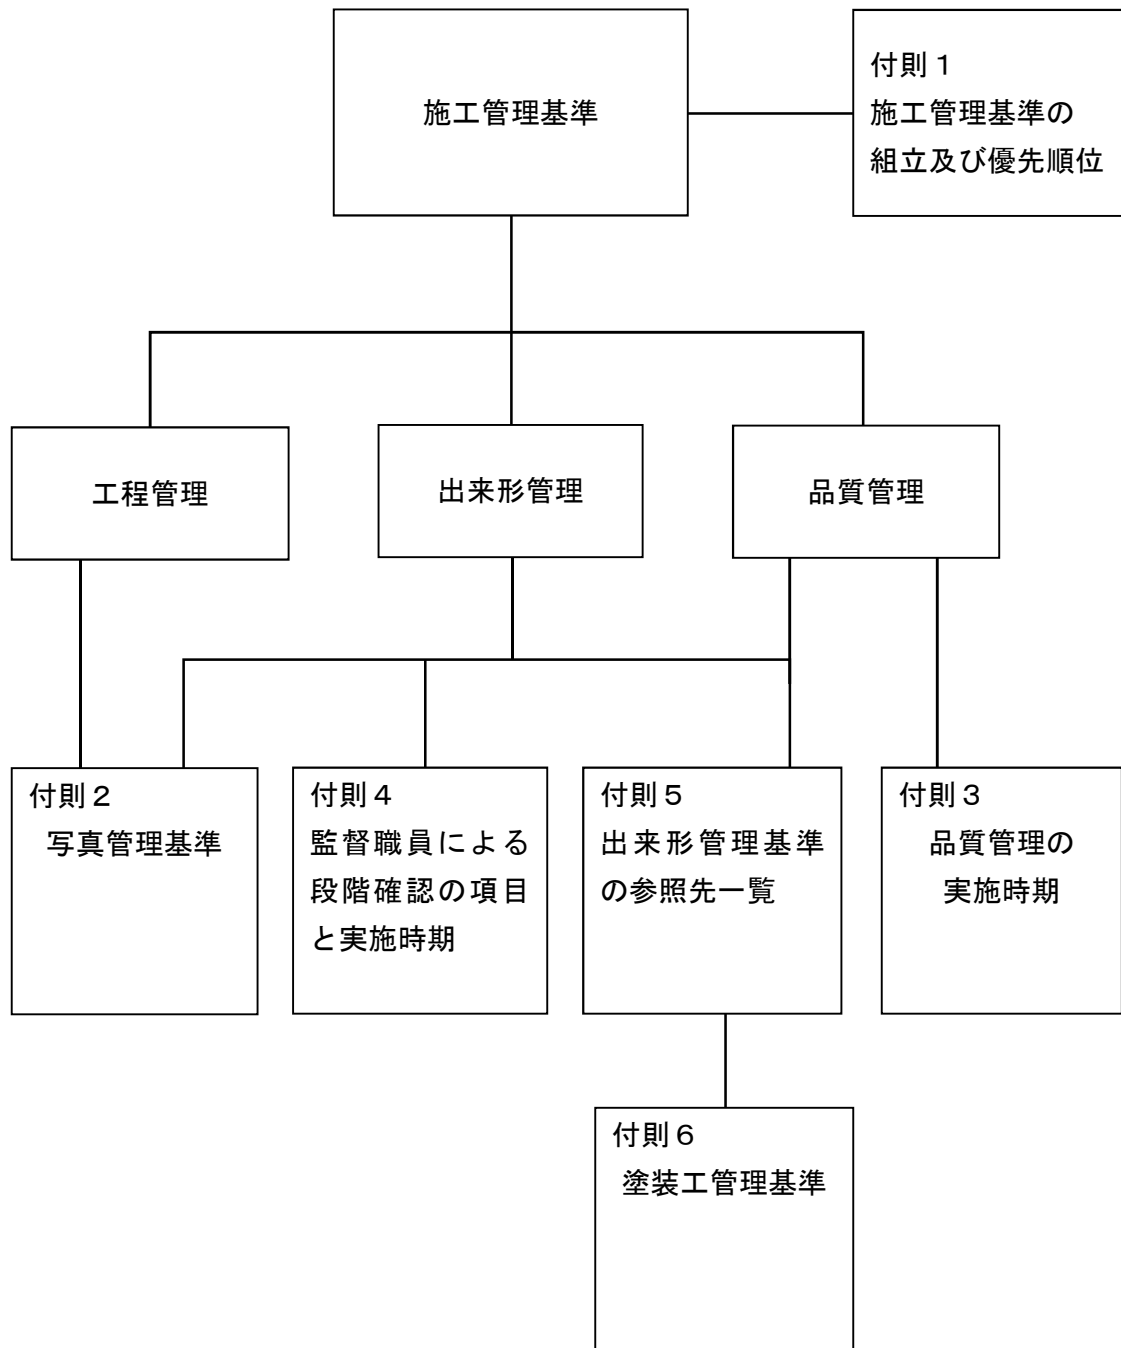 施工管理基準
付則１
施工管理基準の
組立及び優先順位
工程管理
出来形管理
品質管理
付則２
写真管理基準
付則４
監督職員による
段階確認の項目
と実施時期
付則５
出来形管理基準
の参照先一覧
付則３
品質管理の
実施時期
付則６
塗装工管理基準